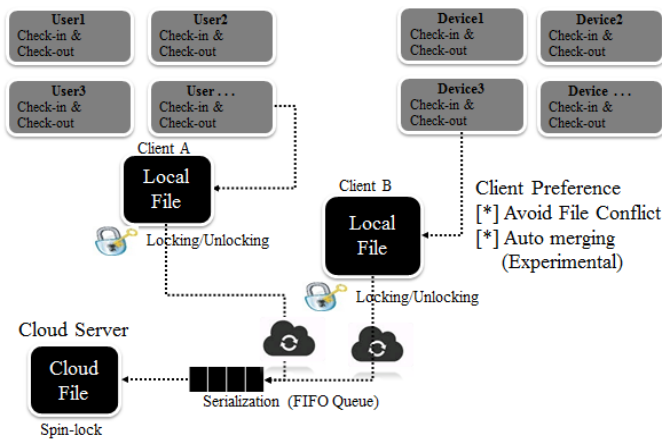 User1
Check-in &
Check-out
User2
Check-in &
Check-out
Device1
Check-in &
Check-out
Device2
Check-in &
Check-out
User3
Check-in &
Check-out
User . . .
Check-in &
Check-out
Device3
Check-in &
Check-out
Device . . .
Check-in &
Check-out
Client A
Local
File
Locking/Unlocking
Client B
Local
File
Locking/Unlocking
Client Preference
[*] Avoid File Conflict
[*] Auto merging
(Experimental)
Cloud Server
Cloud
File
Spin-lock
Serialization (FIFO Queue)